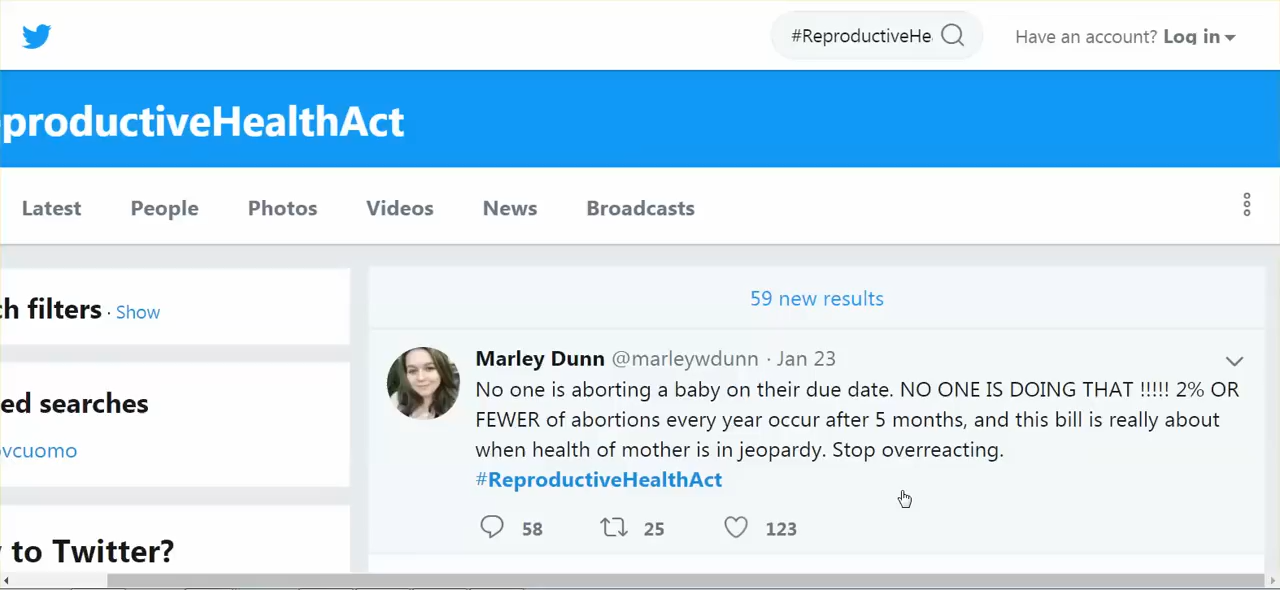 #ReproductiveHe
Have an account? Log in
eproductiveHealthAct
Latest People Photos Videos News Broadcasts
ch filters · Show
59 new results
Marley Dunn @marleywdunn · Jan 23
No one is aborting a baby on their due date. NO ONE IS DOING THAT !!!!! 2% OR
FEWER of abortions every year occur after 5 months, and this bill is really about
when health of mother is in jeopardy. Stop overreacting.
#ReproductiveHealthAct
58 25 123
ed searches
ovcuomo
to Twitter?